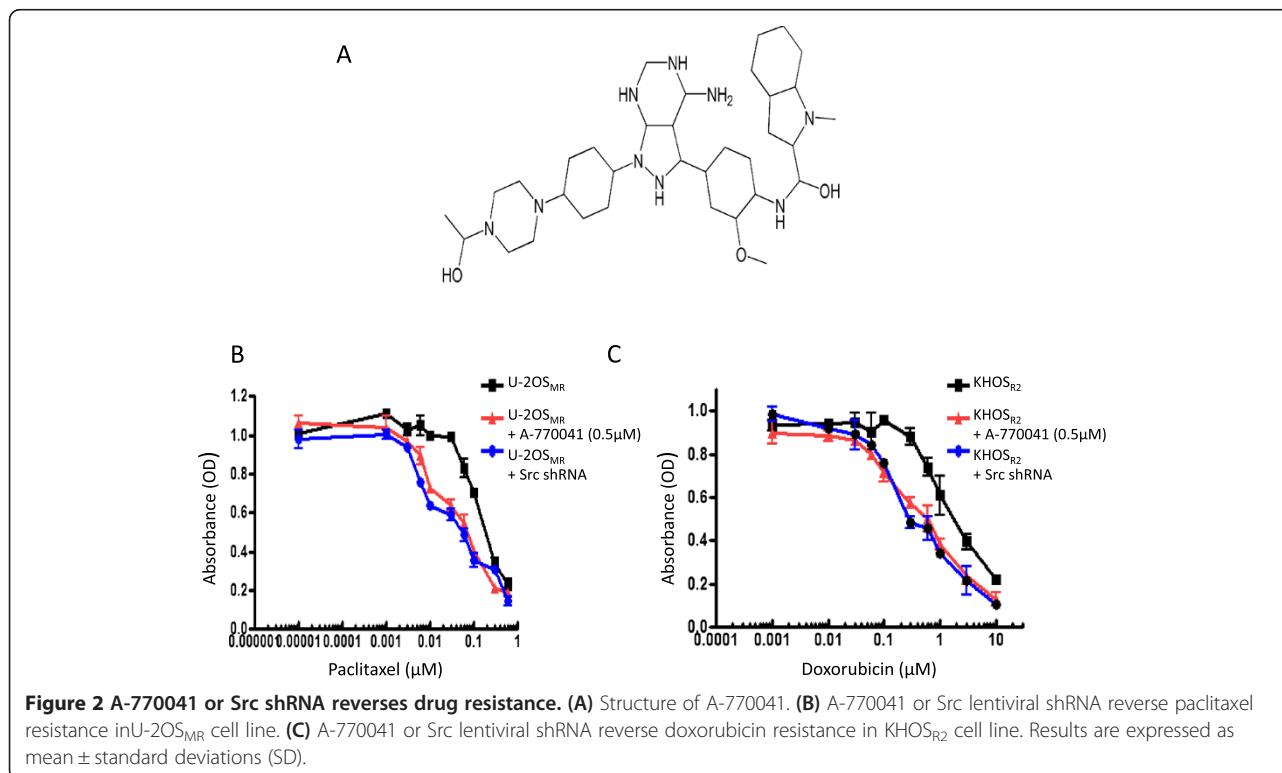 A
NH
HN
NH2
N
N
N
H
N
N
N
H
OH
O
HO
B
U-2OSMR
U-2OSMR
+ A-770041 (0.5µM)
U-2OSMR
+ Src shRNA
Absorbance (OD)
1.2
1.0
0.8
0.6
0.4
0.2
0.0
0.00000 0.0001 0.001 0.01 0.1 1
Paclitaxel (µM)
C
KHOSR2
KHOSR2
+ A-770041 (0.5µM)
KHOSR2
+ Src shRNA
Absorbance (OD)
1.0
0.8
0.6
0.4
0.2
0.0
0.0001 0.001 0.01 0.1 1 10
Doxorubicin (µM)
Figure 2 A-770041 or Src shRNA reverses drug resistance. (A) Structure of A-770041. (B) A-770041 or Src lentiviral shRNA reverse paclitaxel
resistance inU-2OSMR cell line. (C) A-770041 or Src lentiviral shRNA reverse doxorubicin resistance in KHOSR2 cell line. Results are expressed as
mean ± standard deviations (SD).